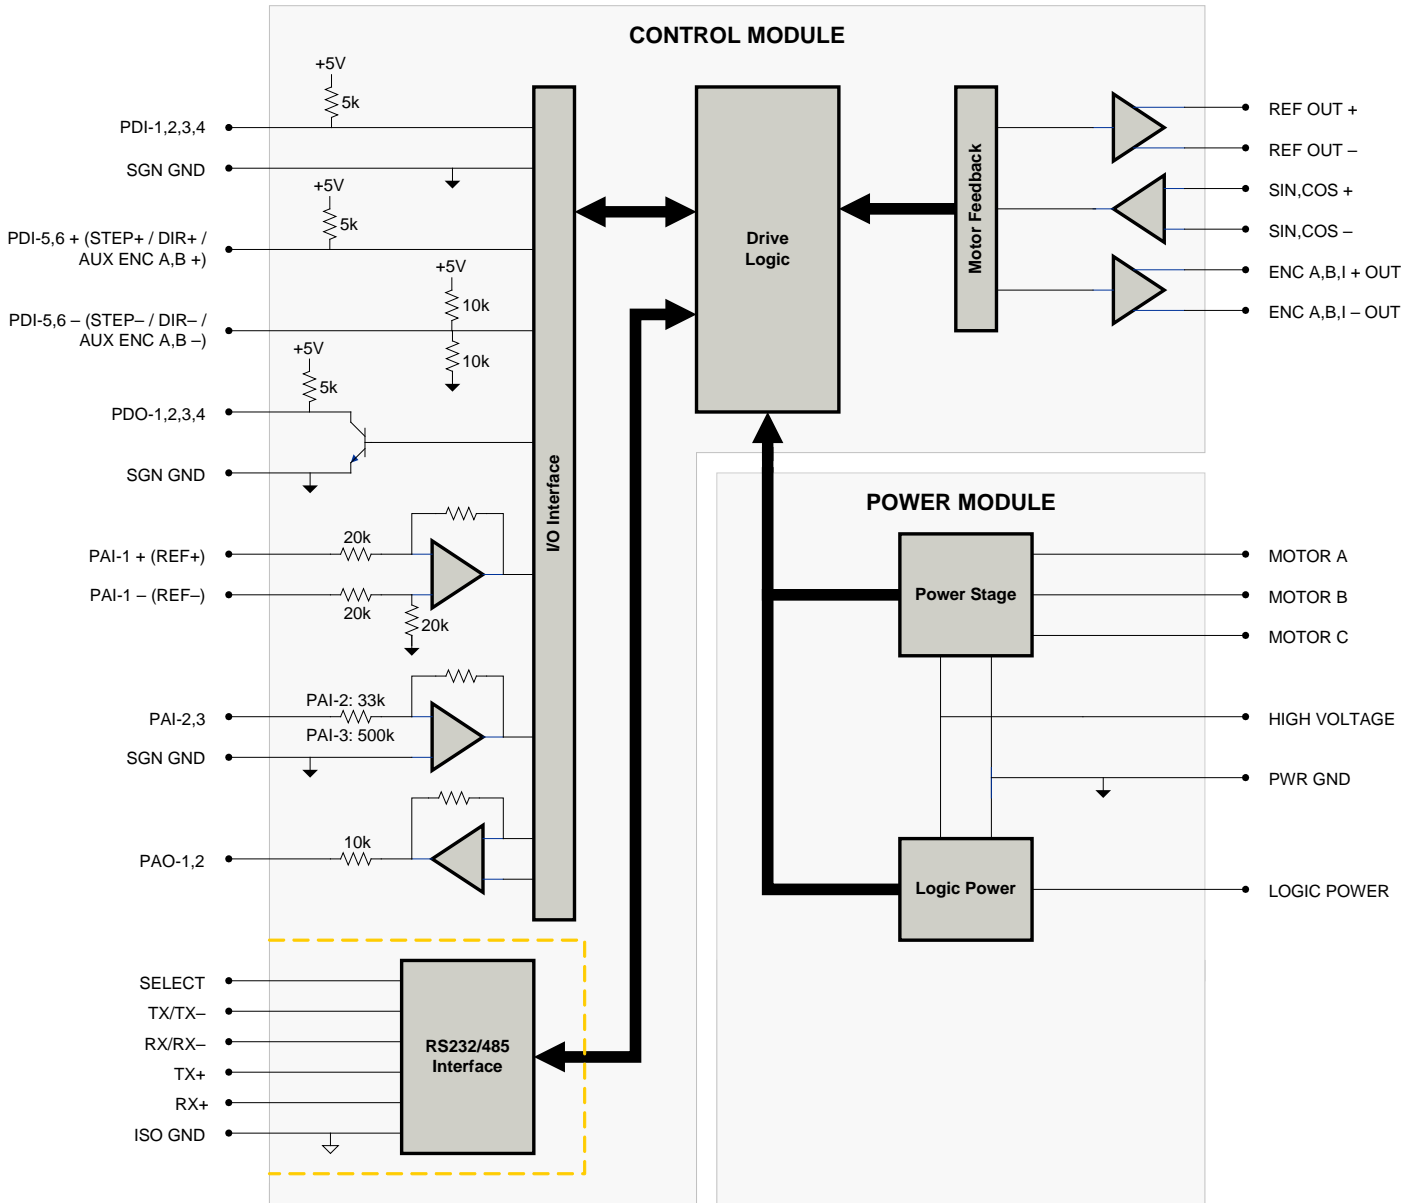 CONTROL MODULE
+5V
5k
PDI-1,2,3,4
SGN GND
+5V
5k
PDI-5,6 + (STEP+ / DIR+ /
AUX ENC A,B +)
+5V
10k
PDI-5,6 – (STEP– / DIR– /
AUX ENC A,B –)
10k
+5V
5k
PDO-1,2,3,4
SGN GND
20k
PAI-1 + (REF+)
PAI-1 – (REF–)
20k
20k
PAI-2: 33k
PAI-2,3
PAI-3: 500k
SGN GND
10k
PAO-1,2
I/O Interface
SELECT
TX/TX–
RX/RX–
TX+
RX+
ISO GND
RS232/485
Interface
Drive
Logic
Motor Feedback
REF OUT +
REF OUT –
SIN,COS +
SIN,COS –
ENC A,B,I + OUT
ENC A,B,I – OUT
POWER MODULE
Power Stage
MOTOR A
MOTOR B
MOTOR C
HIGH VOLTAGE
PWR GND
Logic Power
LOGIC POWER